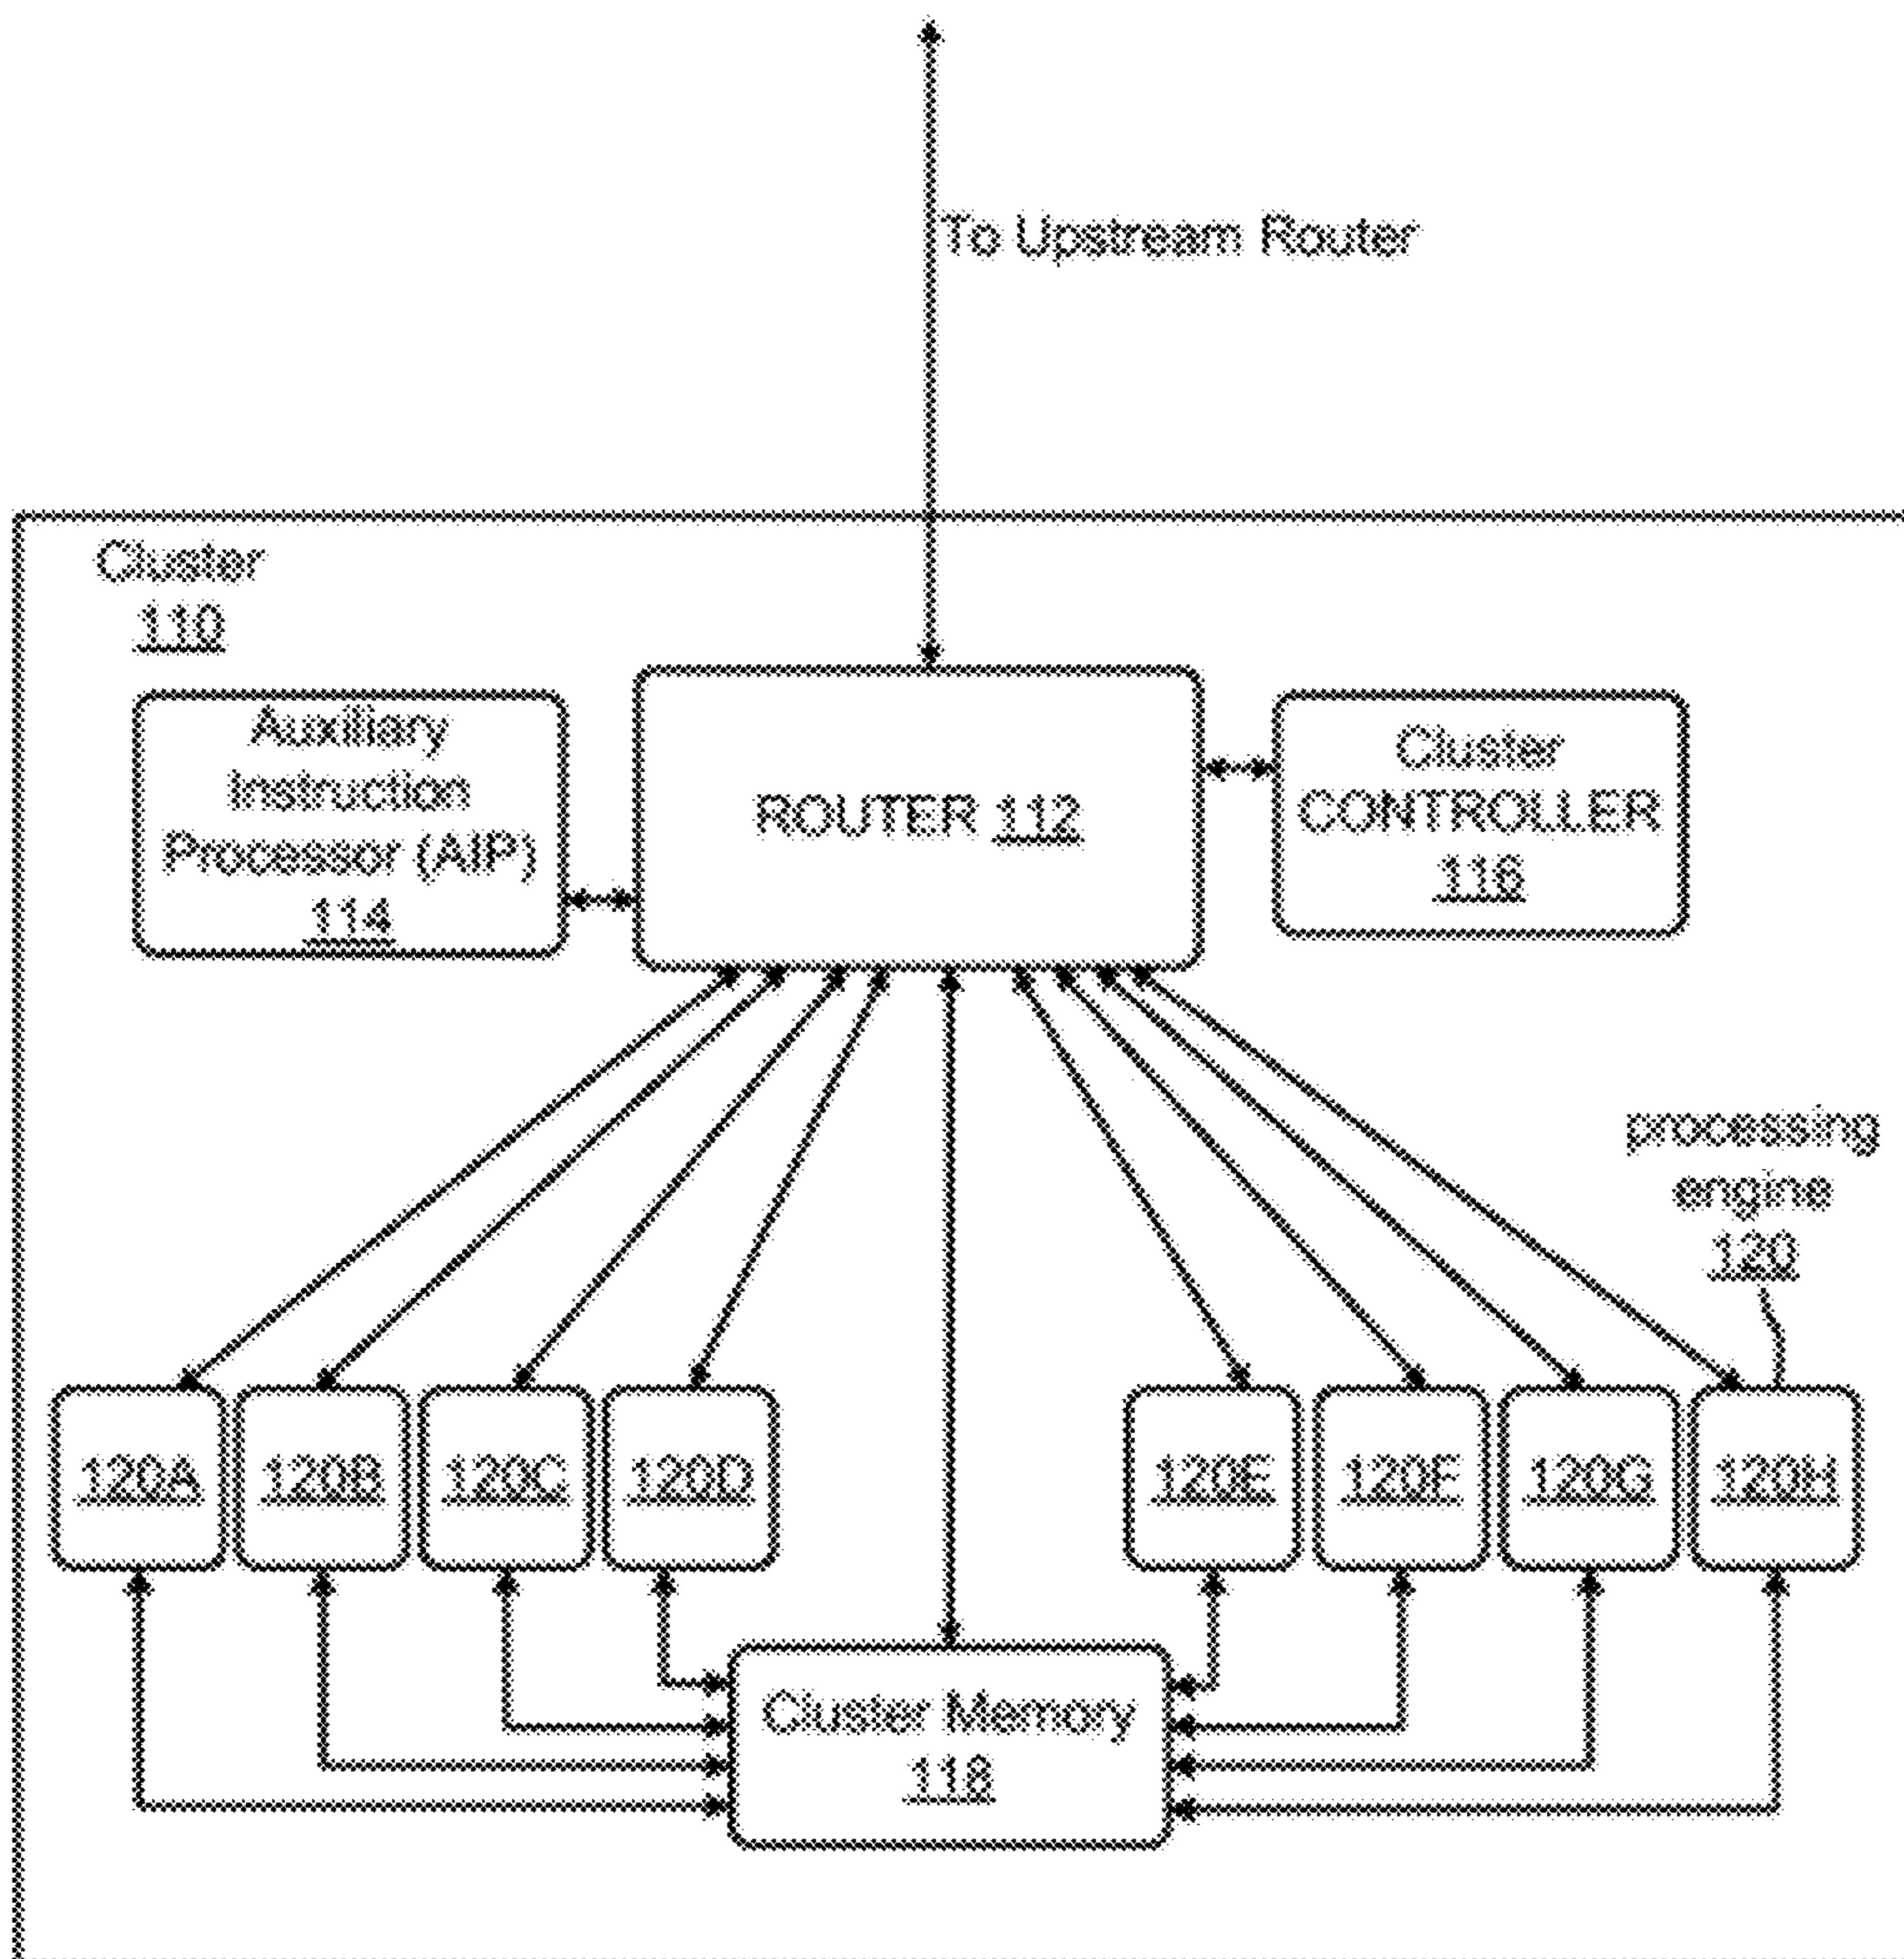 To Upstream Router
Cluster
110
Auxiliary
Instruction
Processor (AIP)
114
ROUTER 112
Cluster
CONTROLLER
116
processing
engine
120
120A
120B
120C
120D
120E
120F
120G
120H
Cluster Memory
118